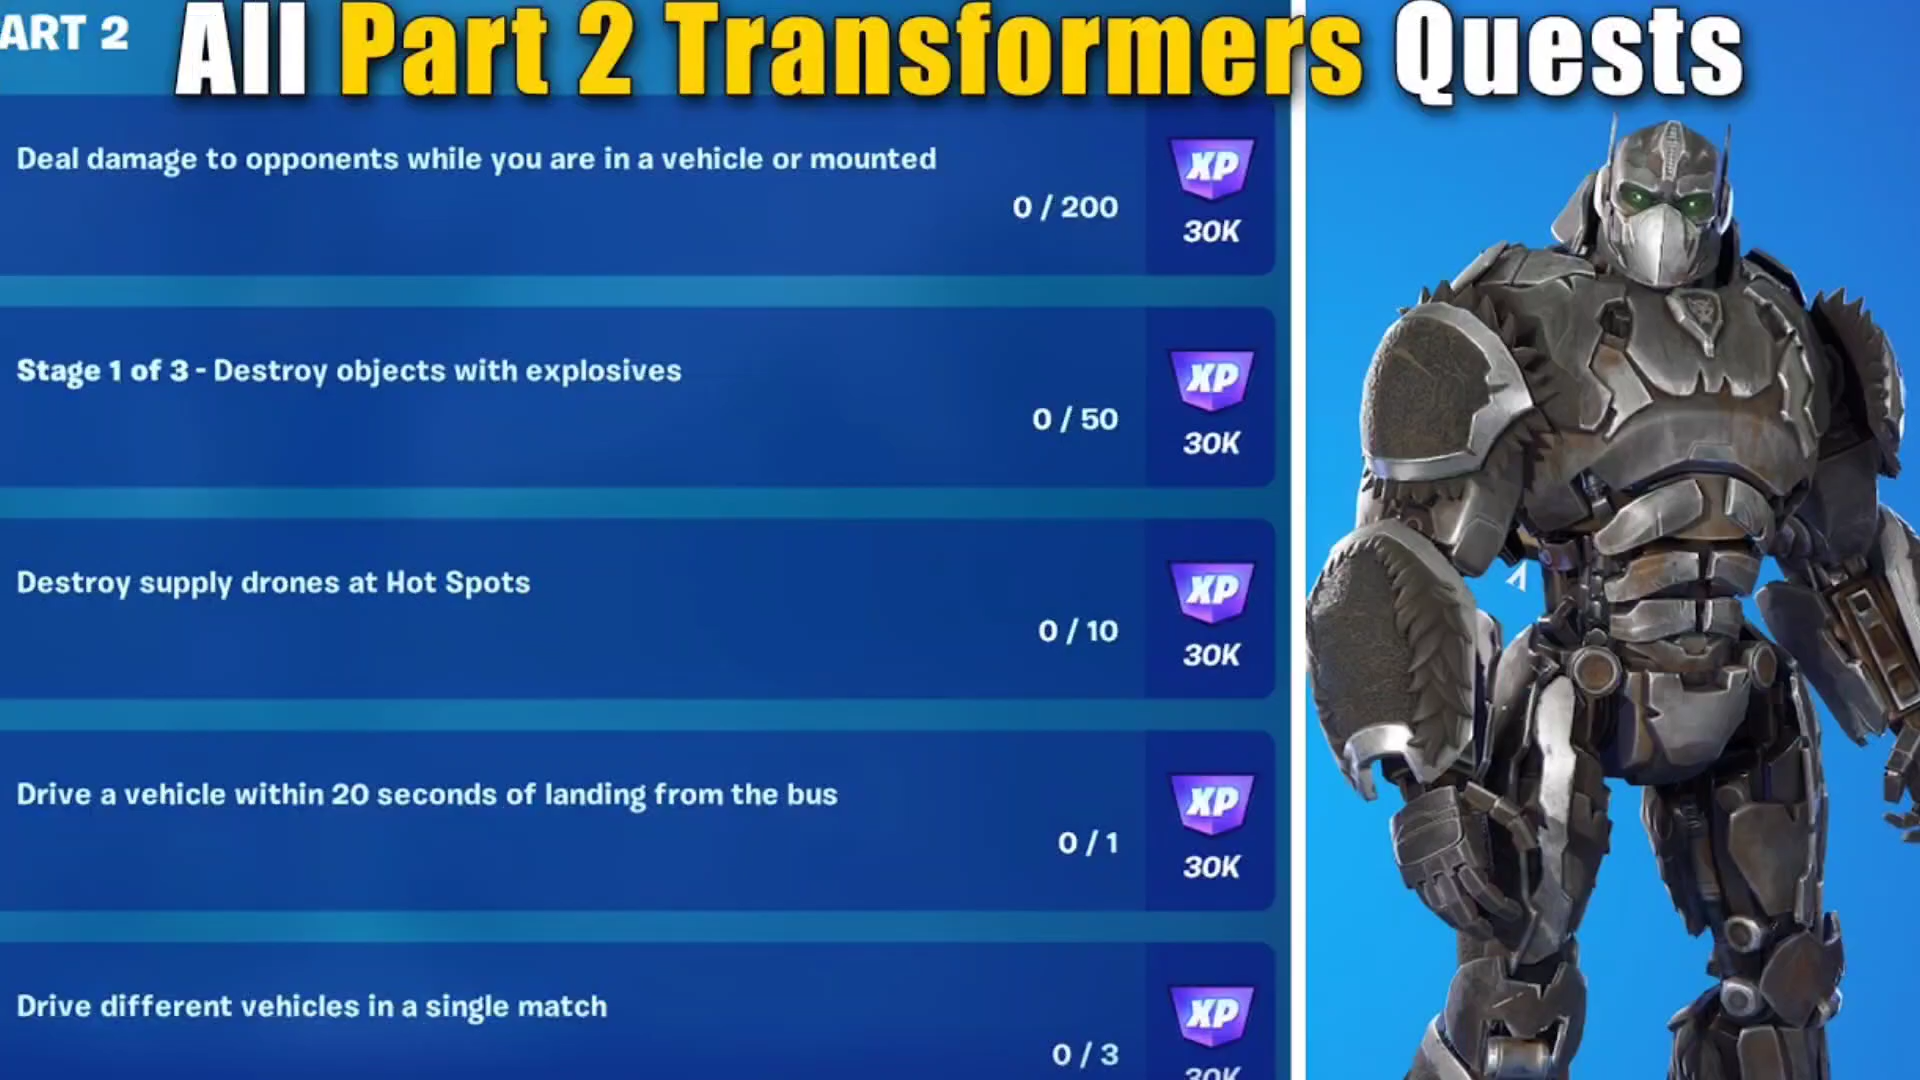 ART 2
All Part 2 Transformers Quests
Deal damage to opponents while you are in a vehicle or mounted
0 / 200
XP
30K
Stage 1 of 3 - Destroy objects with explosives
0 / 50
XP
30K
Destroy supply drones at Hot Spots
0 / 10
XP
30K
Drive a vehicle within 20 seconds of landing from the bus
0 / 1
XP
30K
Drive different vehicles in a single match
0 / 3
XP
30K